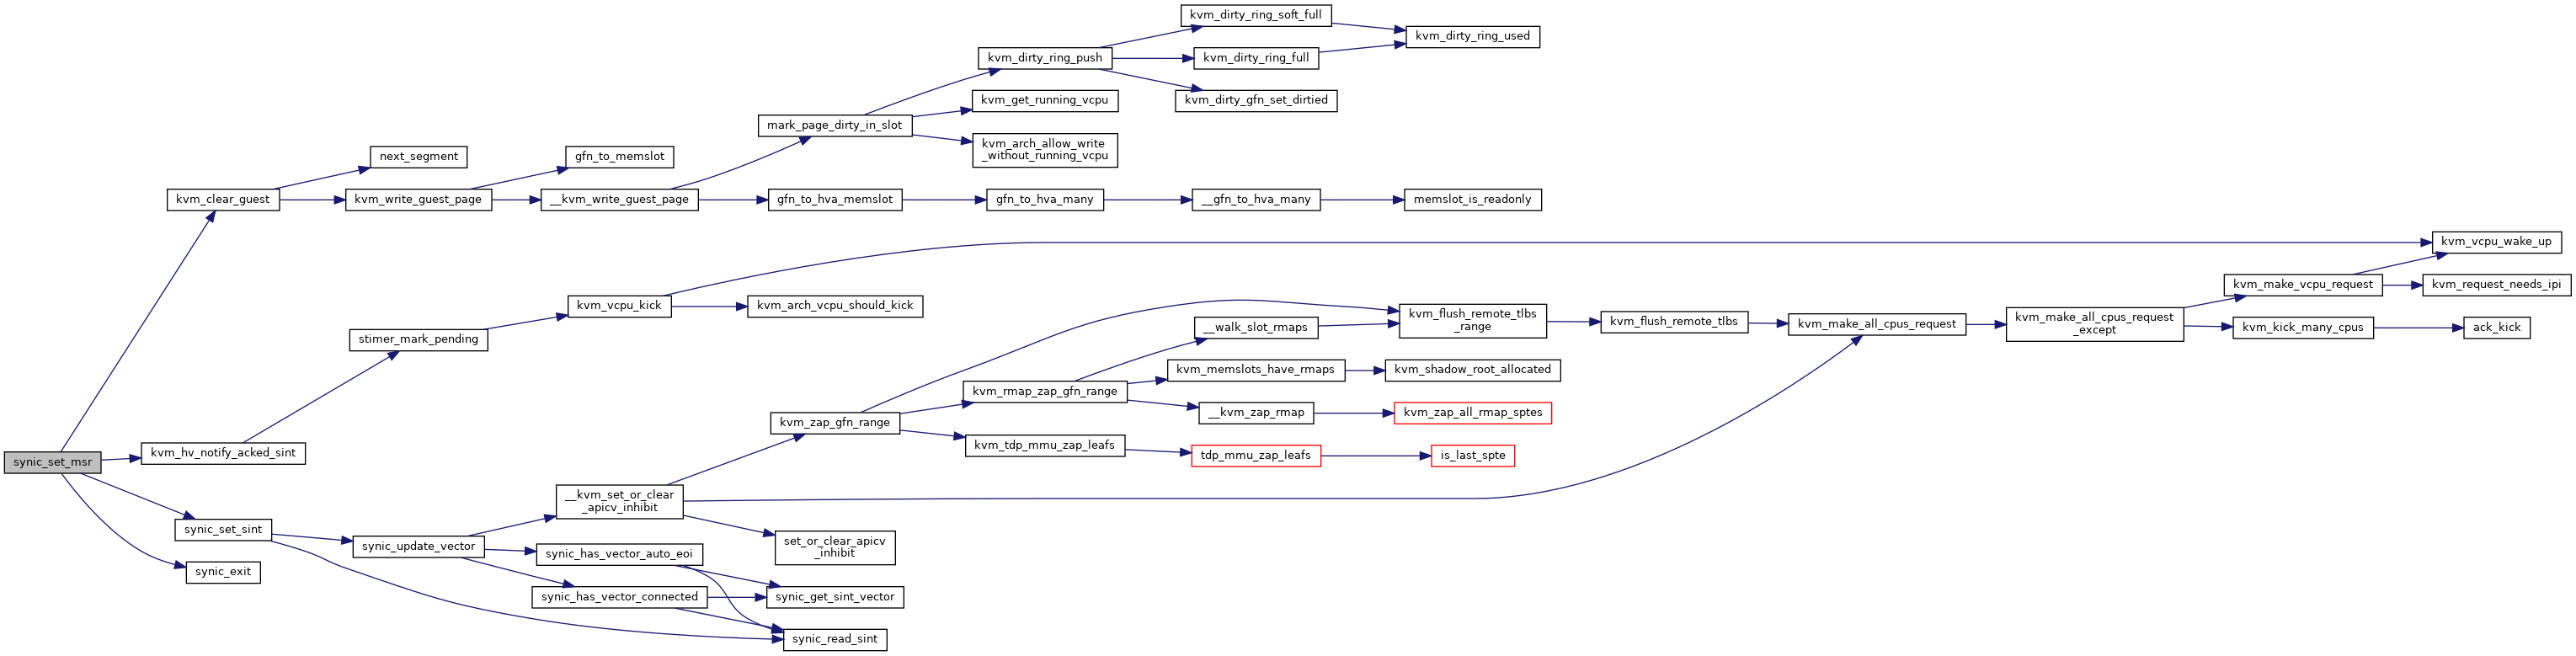 kvm_dirty_ring_soft_full
kvm_dirty_ring_used
kvm_dirty_ring_push
kvm_dirty_ring_full
kvm_get_running_vcpu
kvm_dirty_gfn_set_dirtied
mark_page_dirty_in_slot
kvm_arch_allow_write
_without_running_vcpu
next_segment
gfn_to_memslot
kvm_clear_guest
kvm_write_guest_page
__kvm_write_guest_page
gfn_to_hva_memslot
gfn_to_hva_many
__gfn_to_hva_many
memslot_is_readonly
kvm_vcpu_wake_up
kvm_make_vcpu_request
kvm_request_needs_ipi
kvm_vcpu_kick
kvm_arch_vcpu_should_kick
stimer_mark_pending
__walk_slot_rmaps
kvm_flush_remote_tlbs
_range
kvm_flush_remote_tlbs
kvm_make_all_cpus_request
kvm_make_all_cpus_request
_except
kvm_kick_many_cpus
ack_kick
kvm_memslots_have_rmaps
kvm_shadow_root_allocated
kvm_rmap_zap_gfn_range
__kvm_zap_rmap
kvm_zap_all_rmap_sptes
kvm_zap_gfn_range
kvm_tdp_mmu_zap_leafs
tdp_mmu_zap_leafs
is_last_spte
synic_set_msr
kvm_hv_notify_acked_sint
__kvm_set_or_clear
_apicv_inhibit
synic_set_sint
synic_update_vector
set_or_clear_apicv
_inhibit
synic_has_vector_auto_eoi
synic_exit
synic_has_vector_connected
synic_get_sint_vector
synic_read_sint